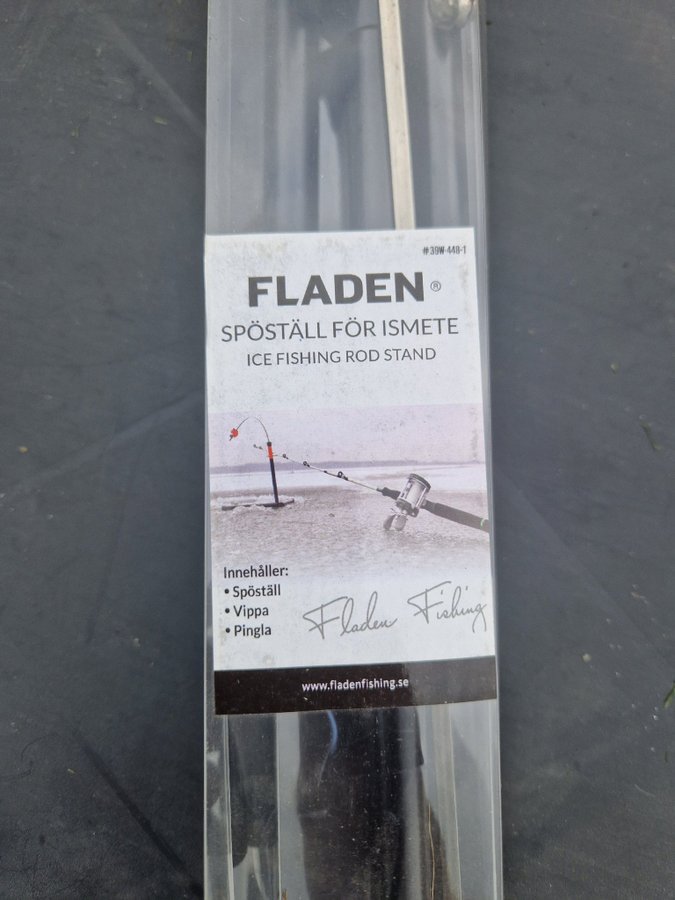 #39W-448-1
FLADEN®
SPÖSTÄLL FÖR ISMETE
ICE FISHING ROD STAND
Innehåller:
• Spöställ
• Vippa
• Pingla
Fladen Fishing
www.fladenfishing.se